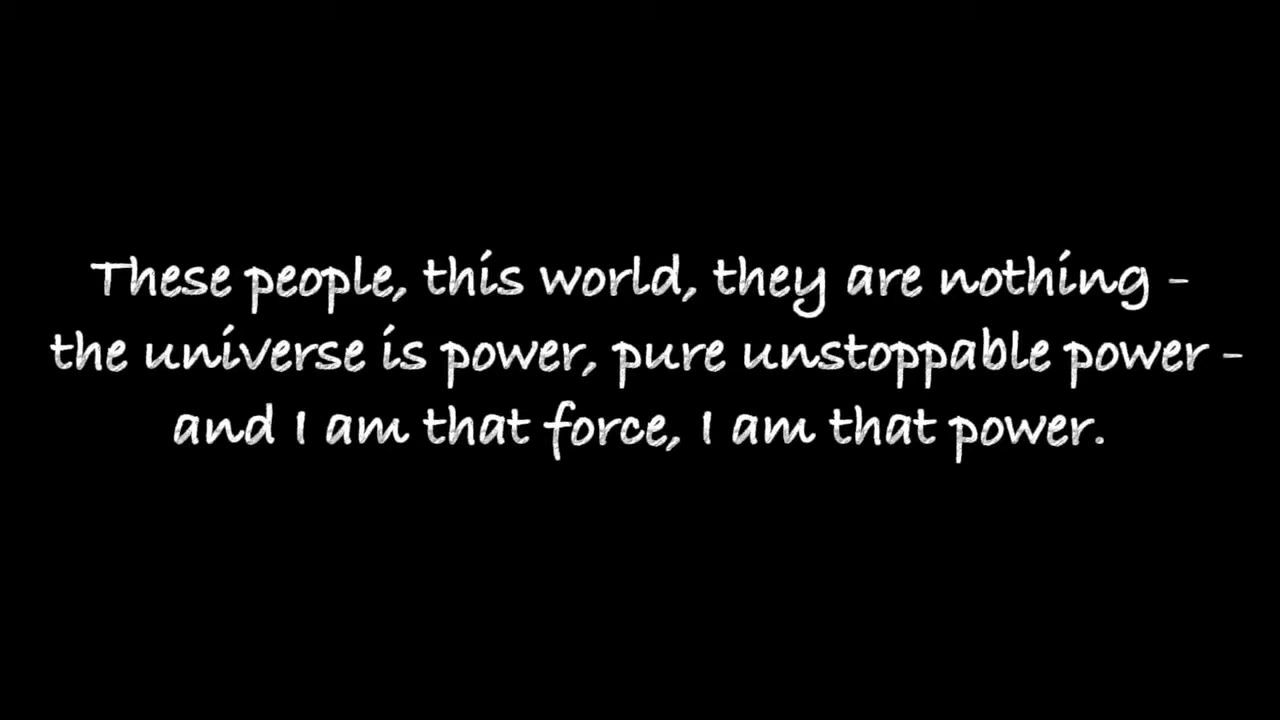 These people, this world, they are nothing -
the universe is power, pure unstoppable power -
and I am that force, I am that power.